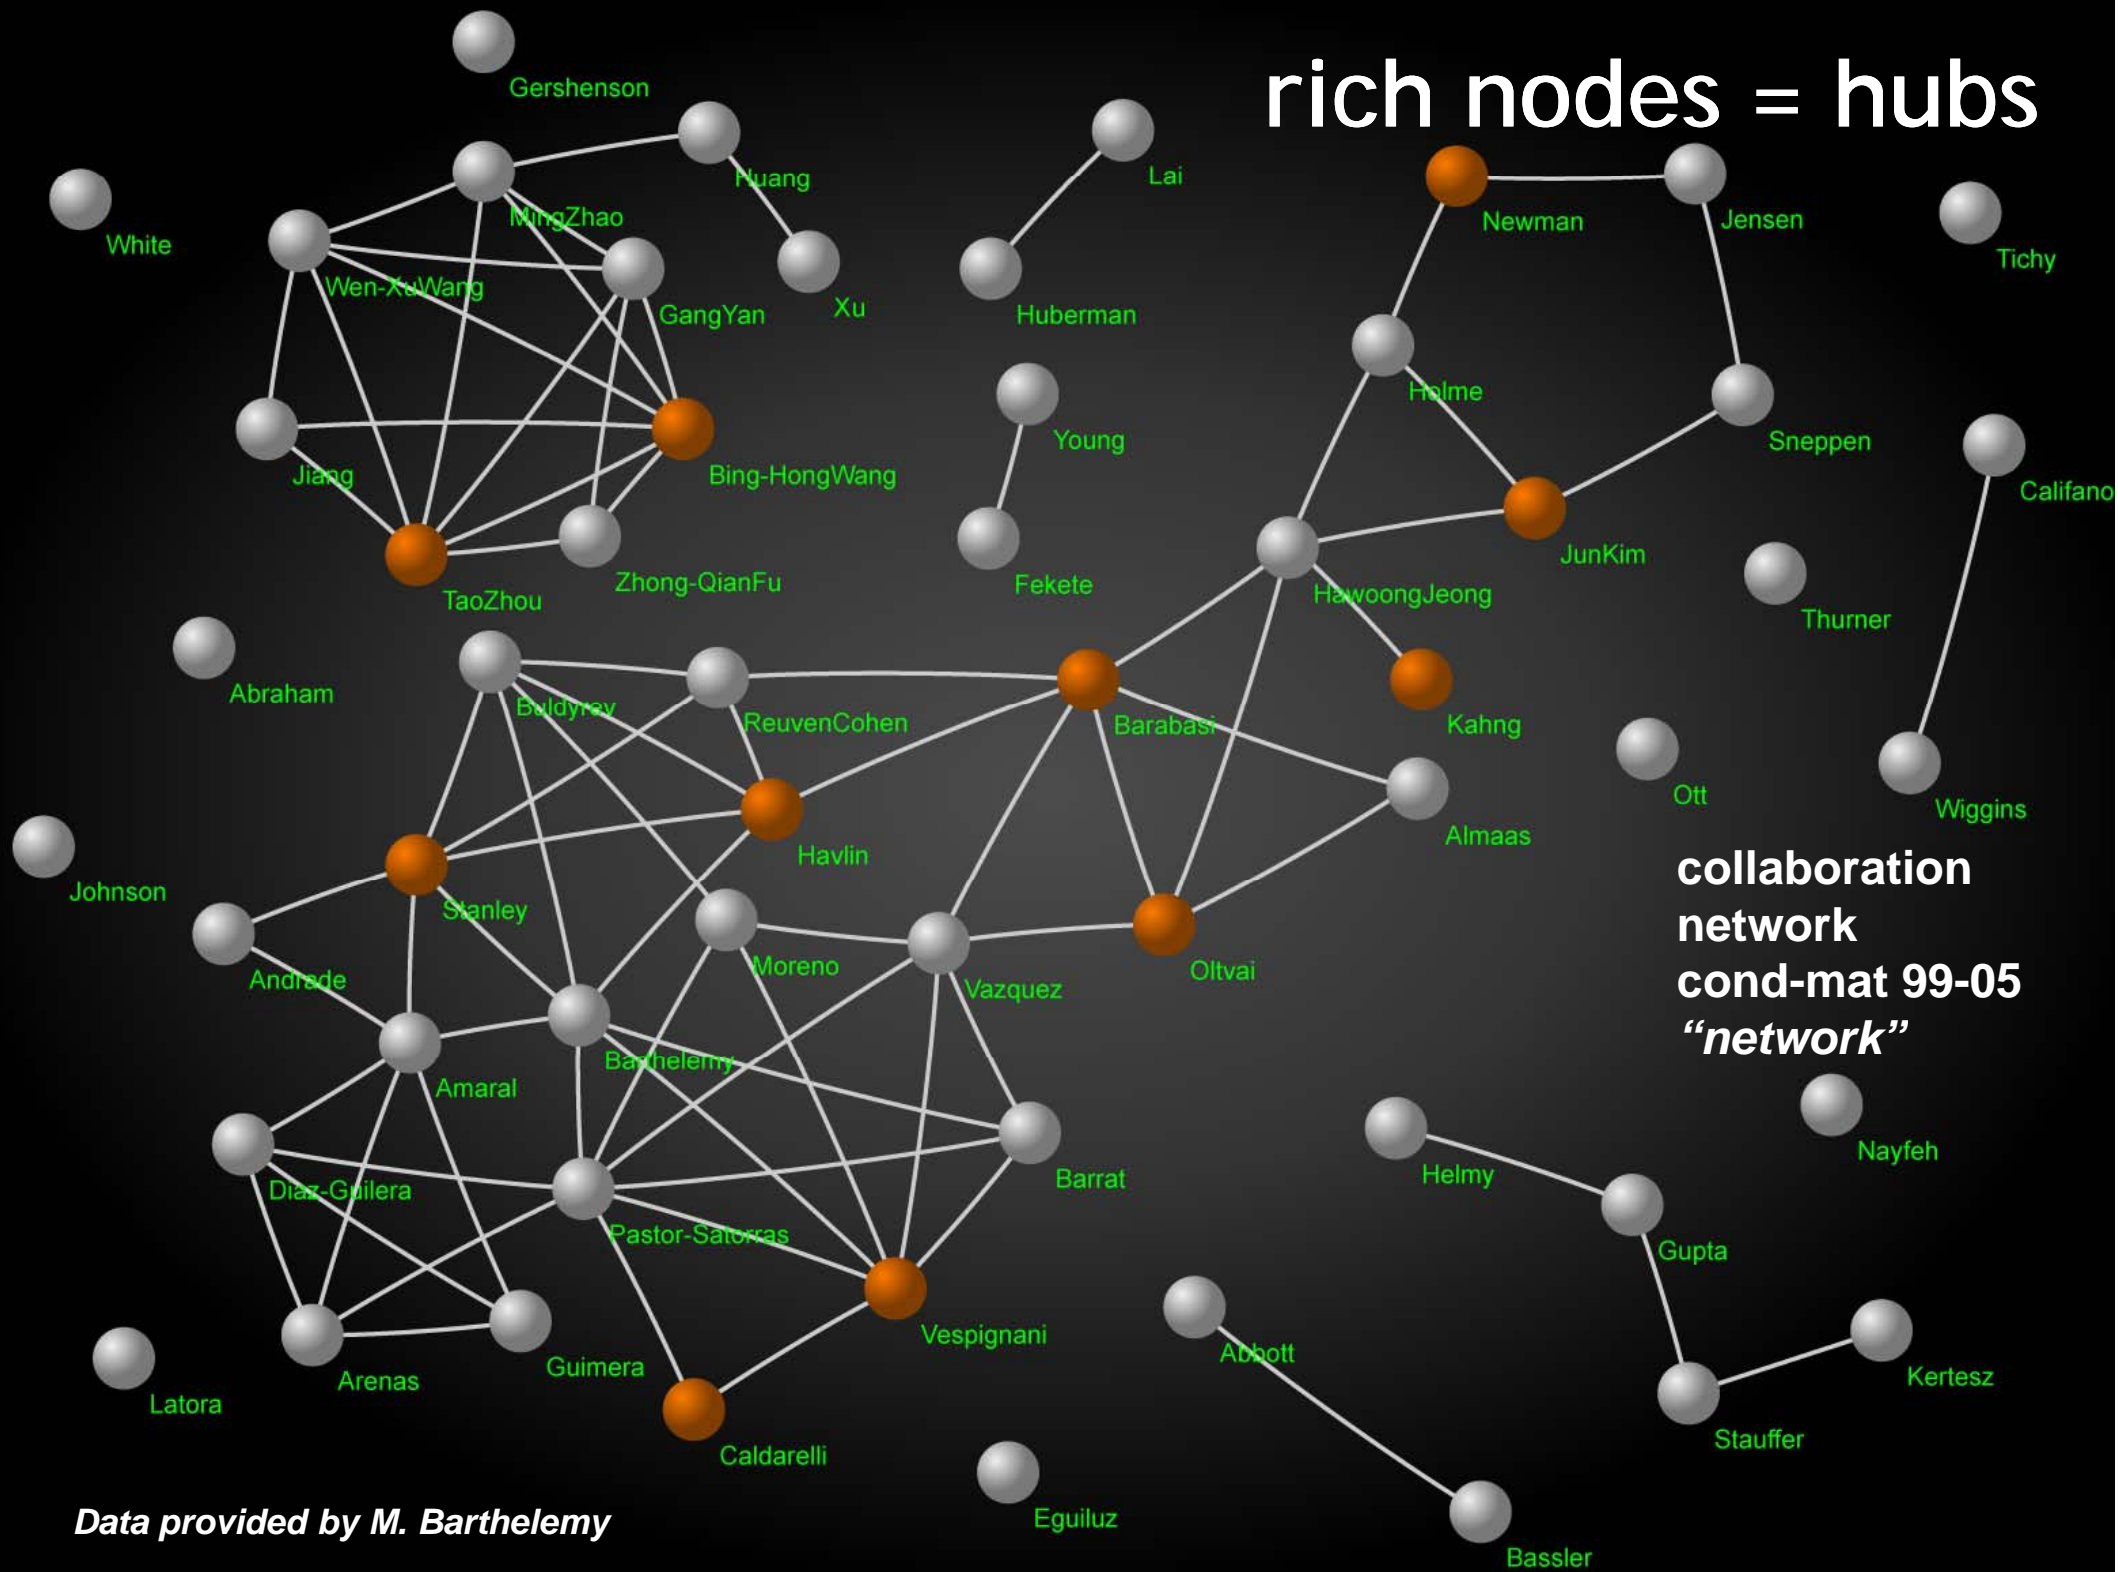 rich nodes = hubs
Gershenson
Huang
Lai
Newman
Jensen
White
MingZhao
Tichy
Wen-XuWang
GangYan
Xu
Huberman
Holme
Young
Sneppen
Jiang
Bing-HongWang
Califano
JunKim
TaoZhou
Zhong-QianFu
Fekete
HawoongJeong
Thurner
Abraham
Buldyrev
ReuvenCohen
Barabasi
Kahng
Ott
Wiggins
Havlin
Almaas
Johnson
Stanley
collaboration
network
cond-mat 99-05
“network”
Andrade
Moreno
Vazquez
Oltvai
Barthelemy
Amaral
Nayfeh
Diaz-Guilera
Barrat
Helmy
Pastor-Satorras
Gupta
Vespignani
Abbott
Guimera
Arenas
Kertesz
Latora
Stauffer
Caldarelli
Eguiluz
Data provided by M. Barthelemy
Bassler